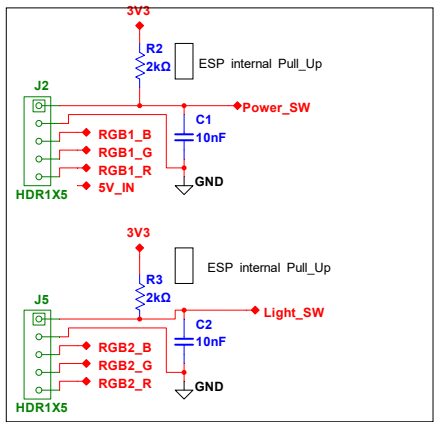 3V3
R2
2kΩ
ESP internal Pull_Up
J2
Power_SW
C1
10nF
RGB1_B
RGB1_G
RGB1_R
5V_IN
GND
HDR1X5
3V3
R3
2kΩ
ESP internal Pull_Up
J5
Light_SW
C2
10nF
RGB2_B
RGB2_G
RGB2_R
GND
HDR1X5